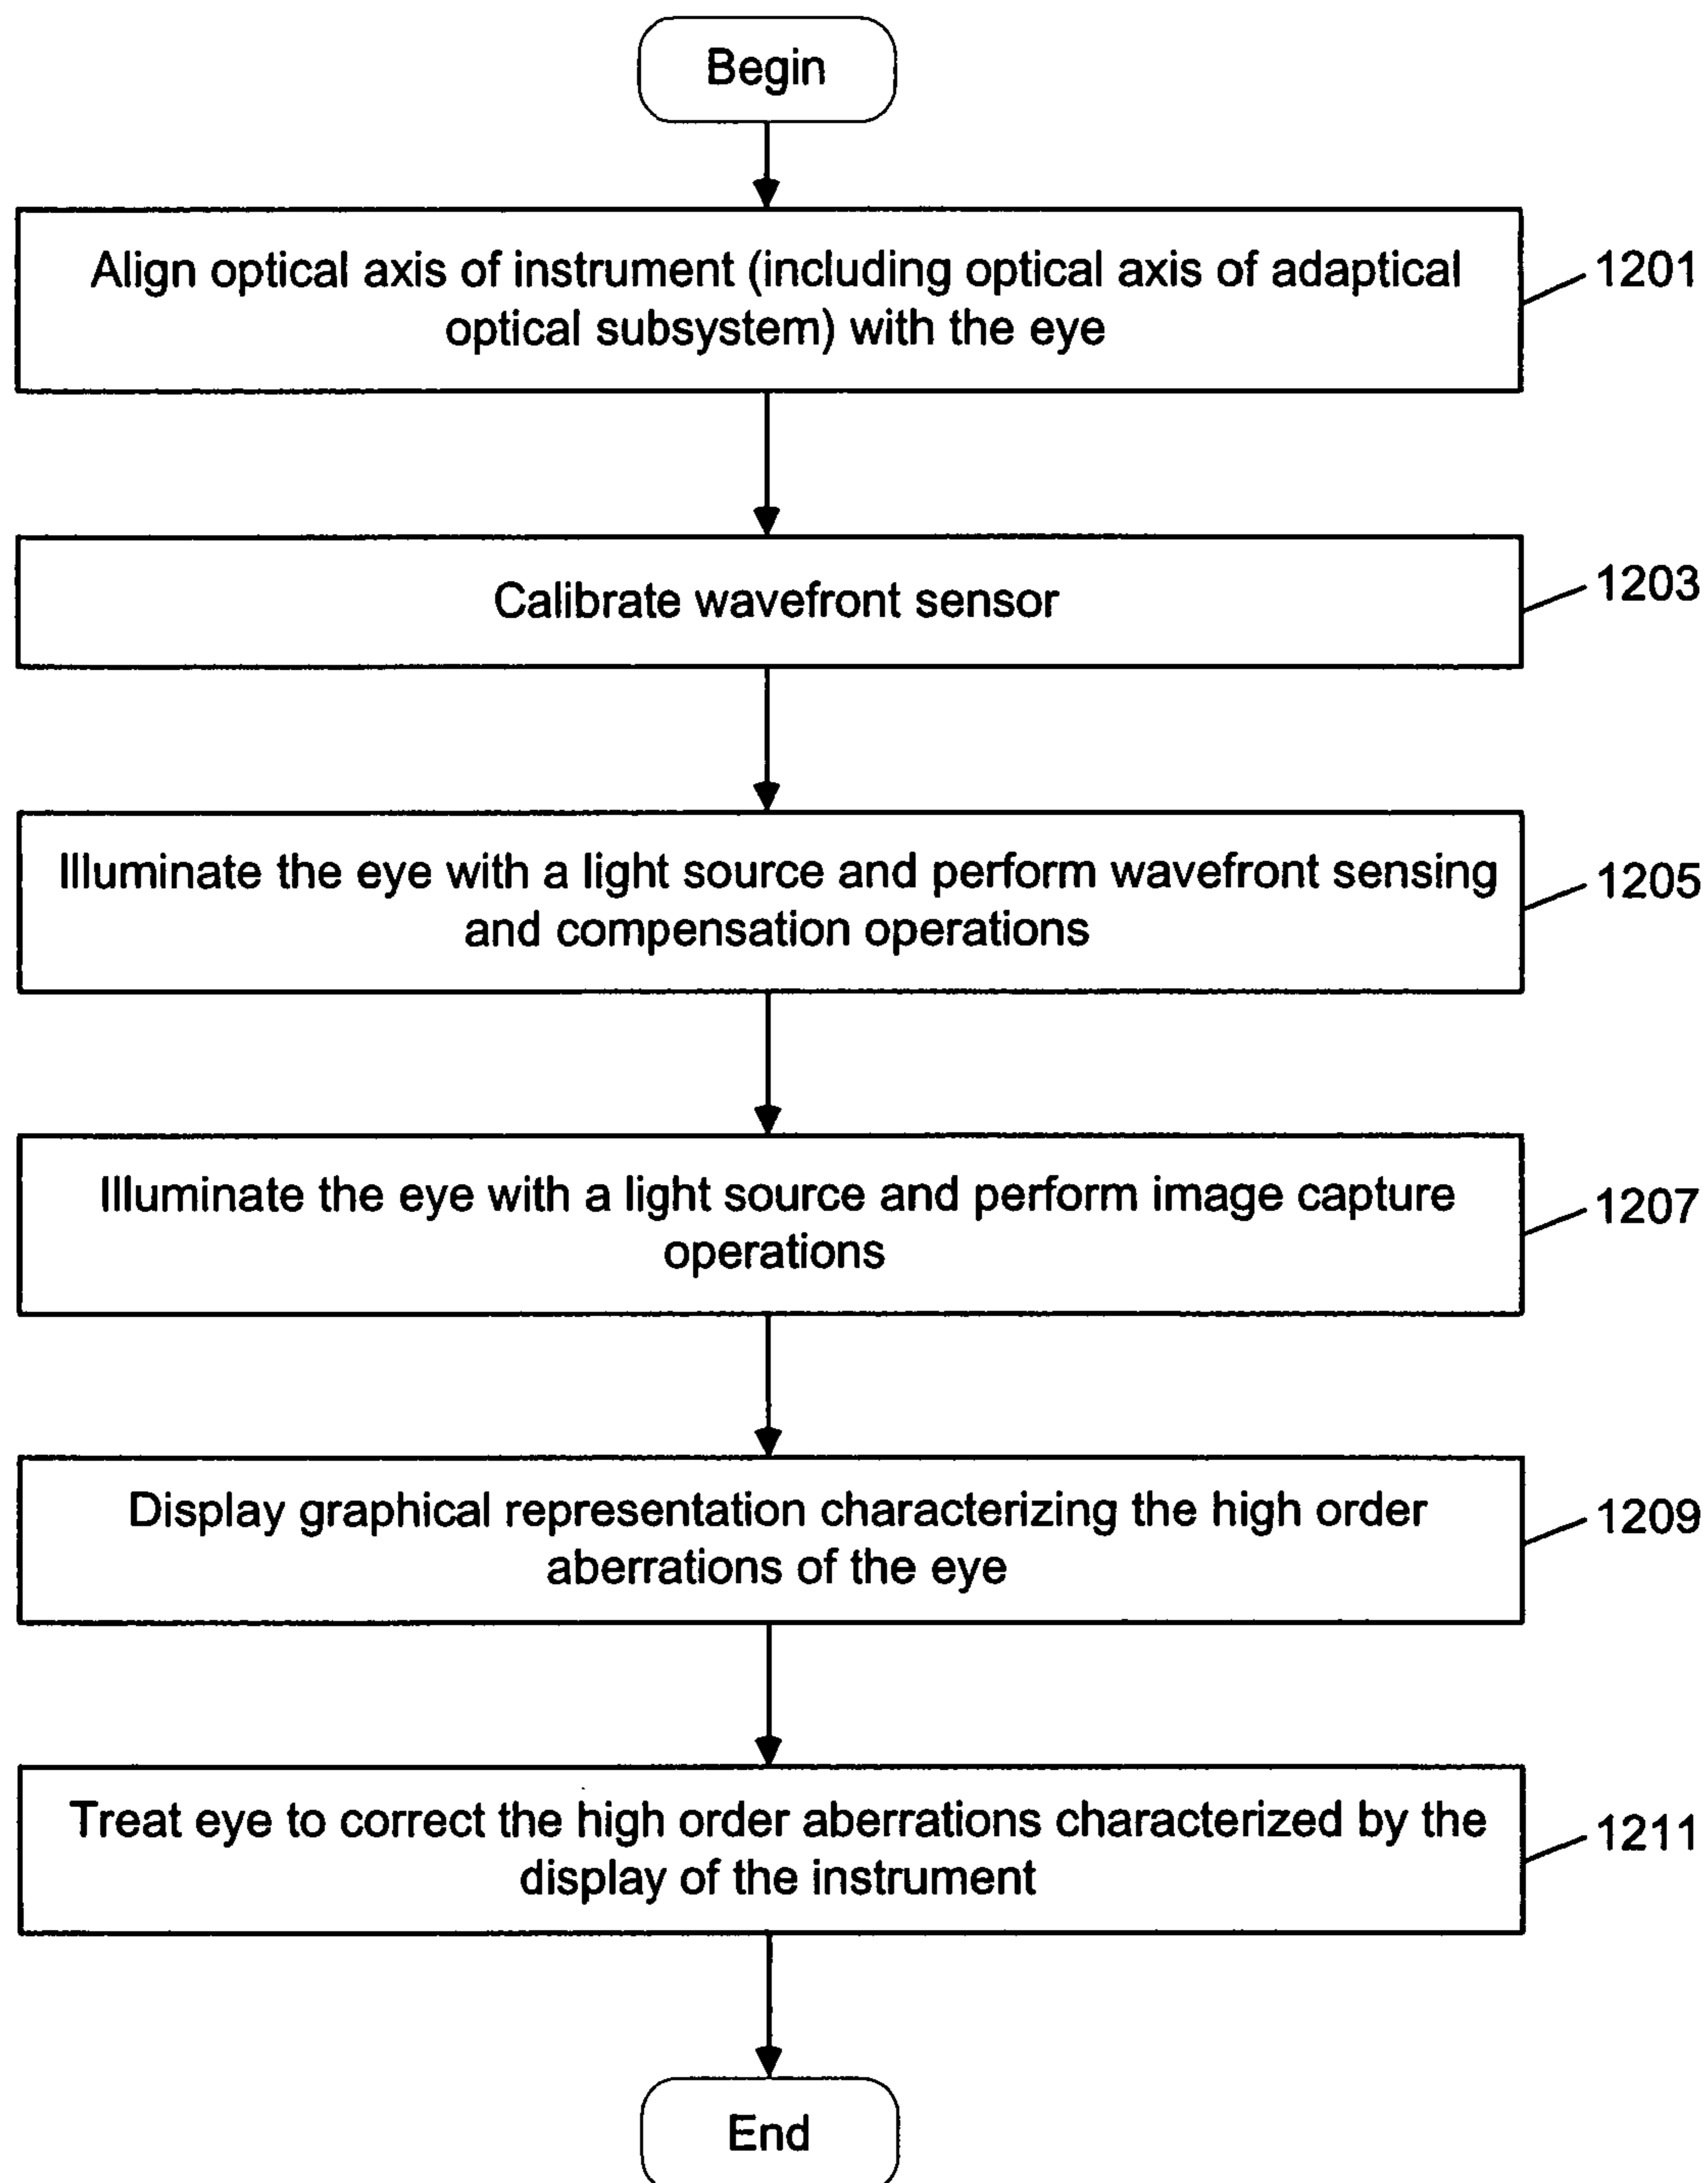 Begin
Align optical axis of instrument (including optical axis of adaptical
optical subsystem) with the eye
1201
Calibrate wavefront sensor
1203
Illuminate the eye with a light source and perform wavefront sensing
and compensation operations
1205
Illuminate the eye with a light source and perform image capture
operations
1207
Display graphical representation characterizing the high order
aberrations of the eye
1209
Treat eye to correct the high order aberrations characterized by the
display of the instrument
1211
End